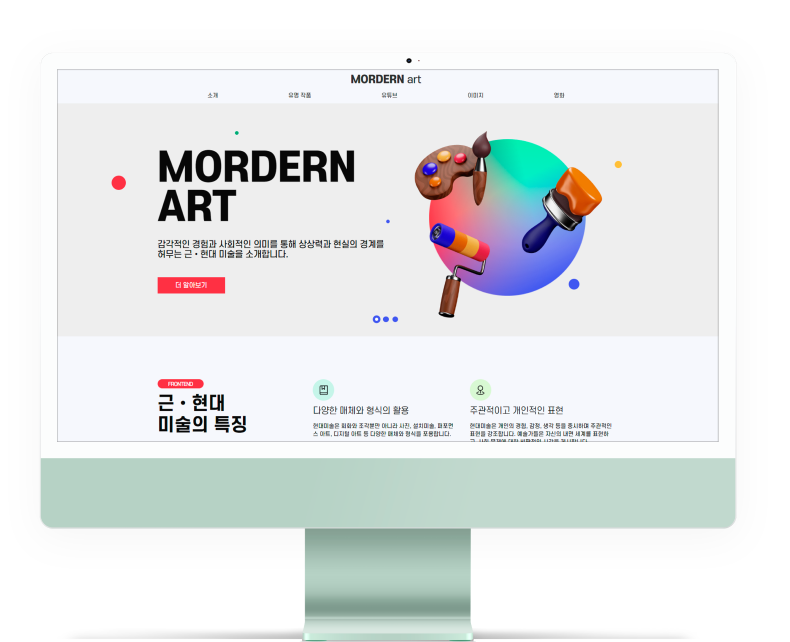 MORDERN art
소개 유명 작품 유튜브 이미지 영화
MORDERN
ART
감각적인 경험과 사회적인 의미를 통해 상상력과 현실의 경계를
허무는 근·현대 미술을 소개합니다.
더 알아보기
FRONTEND
근·현대
미술의 특징
다양한 매체와 형식의 활용
현대미술은 회화와 조각뿐만 아니라 사진, 설치미술, 퍼포먼
스 아트, 디지털 아트 등 다양한 매체와 형식을 포용합니다.
주관적이고 개인적인 표현
현대미술은 개인의 경험, 감정, 생각 등을 중시하며 주관적인
표현을 강조합니다. 예술가들은 자신의 내면 세계를 표현하